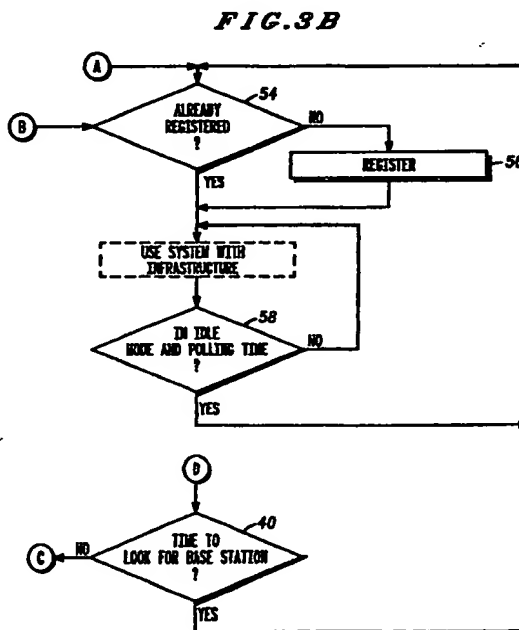 FIG.3B
A
54
ALREADY
REGISTERED
?
B
NO
REGISTER
YES
USE SYSTEM WITH
INFRASTRUCTURE
58
IN IDLE
MODE AND POLLING TIME
?
NO
YES
D
40
TIME TO
LOOK FOR BASE STATION
?
NO
C
YES